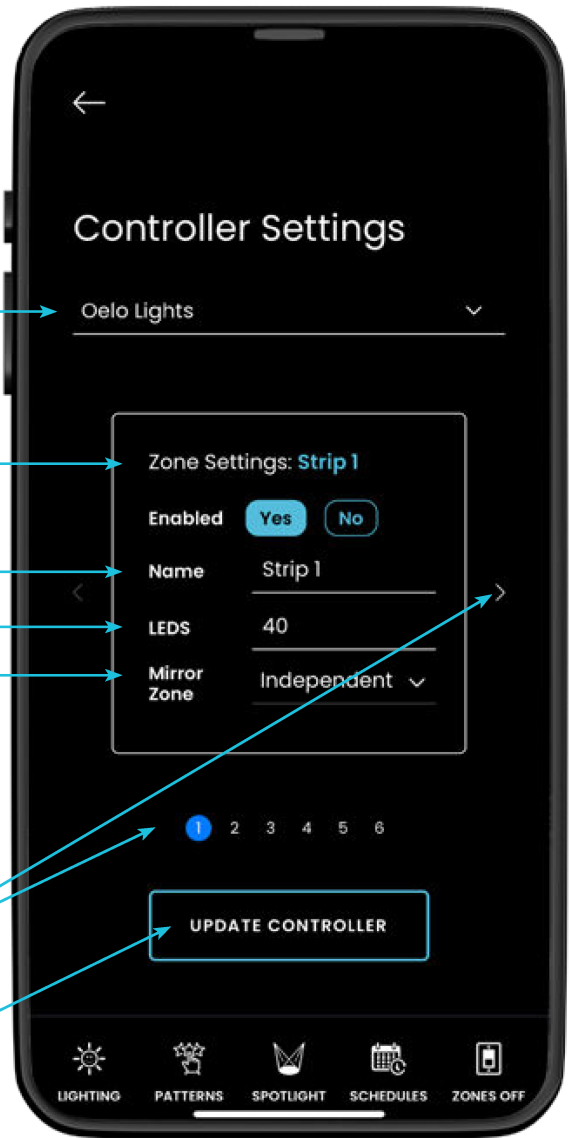 Controller Settings
Oelo Lights
Zone Settings: Strip 1
Enabled Yes No
Name Strip 1
LEDS 40
Mirror
Zone Independent
1 2 3 4 5 6
UPDATE CONTROLLER
LIGHTING PATTERNS SPOTLIGHT SCHEDULES ZONES OFF